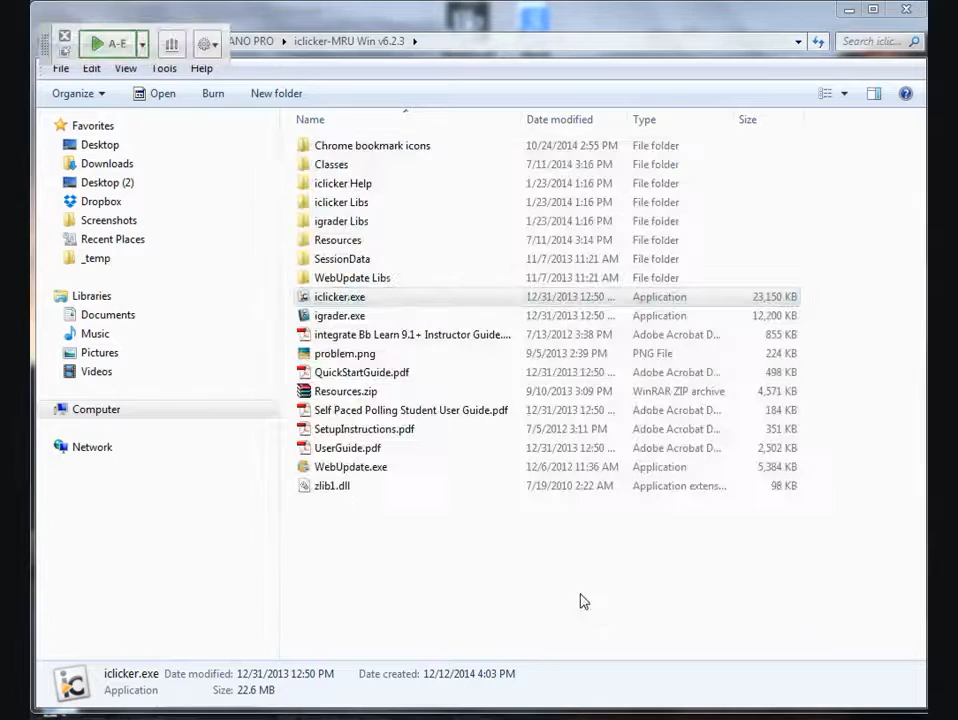 A-E
ANO PRO iclicker-MRU Win v6.2.3 Search iclic...
File Edit View Tools Help
Organize Open Burn New folder
Name Date modified Type Size
Favorites
Desktop
Downloads
Desktop (2)
Dropbox
Screenshots
Recent Places
_temp
Libraries
Documents
Music
Pictures
Videos
Computer
Network
Chrome bookmark icons 10/24/2014 2:55 PM File folder
Classes 7/11/2014 3:16 PM File folder
iclicker Help 1/23/2014 1:16 PM File folder
iclicker Libs 1/23/2014 1:16 PM File folder
igrader Libs 1/23/2014 1:16 PM File folder
Resources 7/11/2014 3:14 PM File folder
SessionData 11/7/2013 11:21 AM File folder
WebUpdate Libs 11/7/2013 11:21 AM File folder
iclicker.exe 12/31/2013 12:50 ... Application 23,150 KB
igrader.exe 12/31/2013 12:50 ... Application 12,200 KB
integrate Bb Learn 9.1+ Instructor Guide.... 7/13/2012 3:38 PM Adobe Acrobat D... 855 KB
problem.png 9/5/2013 2:39 PM PNG File 224 KB
QuickStartGuide.pdf 12/31/2013 12:50 ... Adobe Acrobat D... 498 KB
Resources.zip 9/10/2013 3:09 PM WinRAR ZIP archive 4,571 KB
Self Paced Polling Student User Guide.pdf 12/31/2013 12:50 ... Adobe Acrobat D... 184 KB
SetupInstructions.pdf 7/5/2012 3:11 PM Adobe Acrobat D... 351 KB
UserGuide.pdf 12/31/2013 12:50 ... Adobe Acrobat D... 2,502 KB
WebUpdate.exe 12/6/2012 11:36 AM Application 5,384 KB
zlib1.dll 7/19/2010 2:22 AM Application extens... 98 KB
iclicker.exe Date modified: 12/31/2013 12:50 PM Date created: 12/12/2014 4:03 PM
Application Size: 22.6 MB